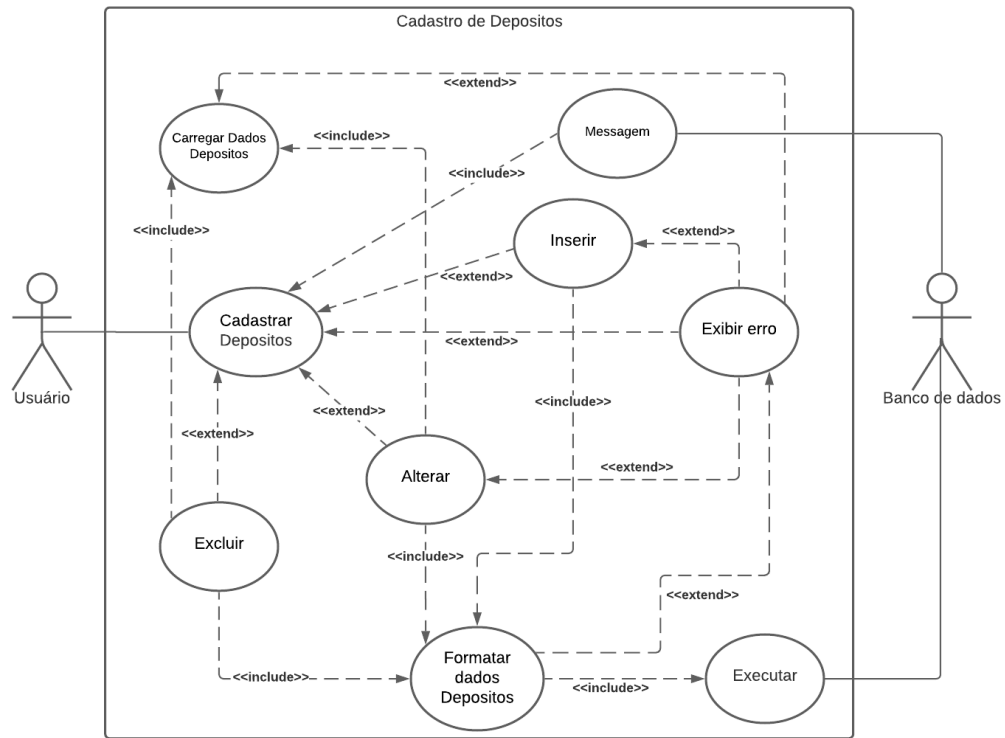 Cadastro de Depositos
<<extend>>
Carregar Dados
Depositos
<<include>>
Messagem
<<include>>
<<include>>
Inserir
<<extend>>
<<extend>>
Cadastrar
Depositos
Exibir erro
<<extend>>
Usuário
Banco de dados
<<extend>>
<<include>>
<<extend>>
Alterar
<<extend>>
Excluir
<<include>>
<<extend>>
Formatar
dados
Depositos
<<include>>
<<include>>
Executar